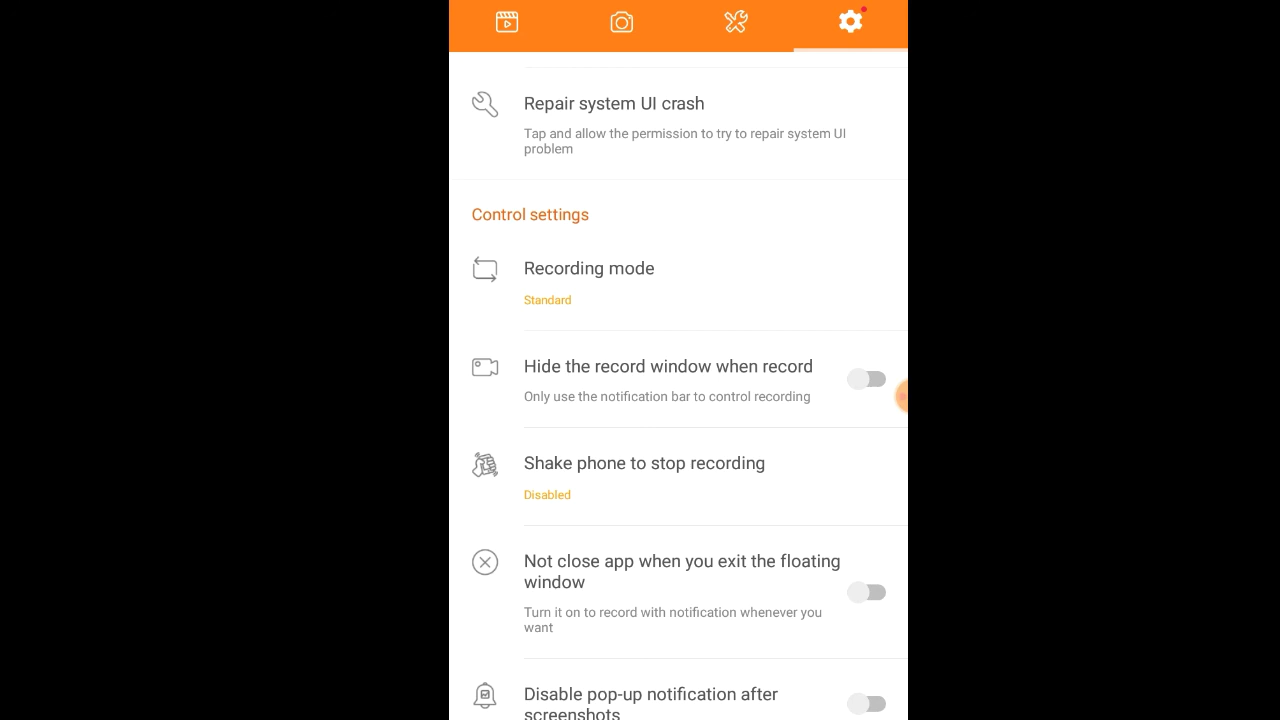 Repair system UI crash
Tap and allow the permission to try to repair system UI
problem
Control settings
Recording mode
Standard
Hide the record window when record
Only use the notification bar to control recording
Shake phone to stop recording
Disabled
Not close app when you exit the floating
window
Turn it on to record with notification whenever you
want
Disable pop-up notification after
screenshots